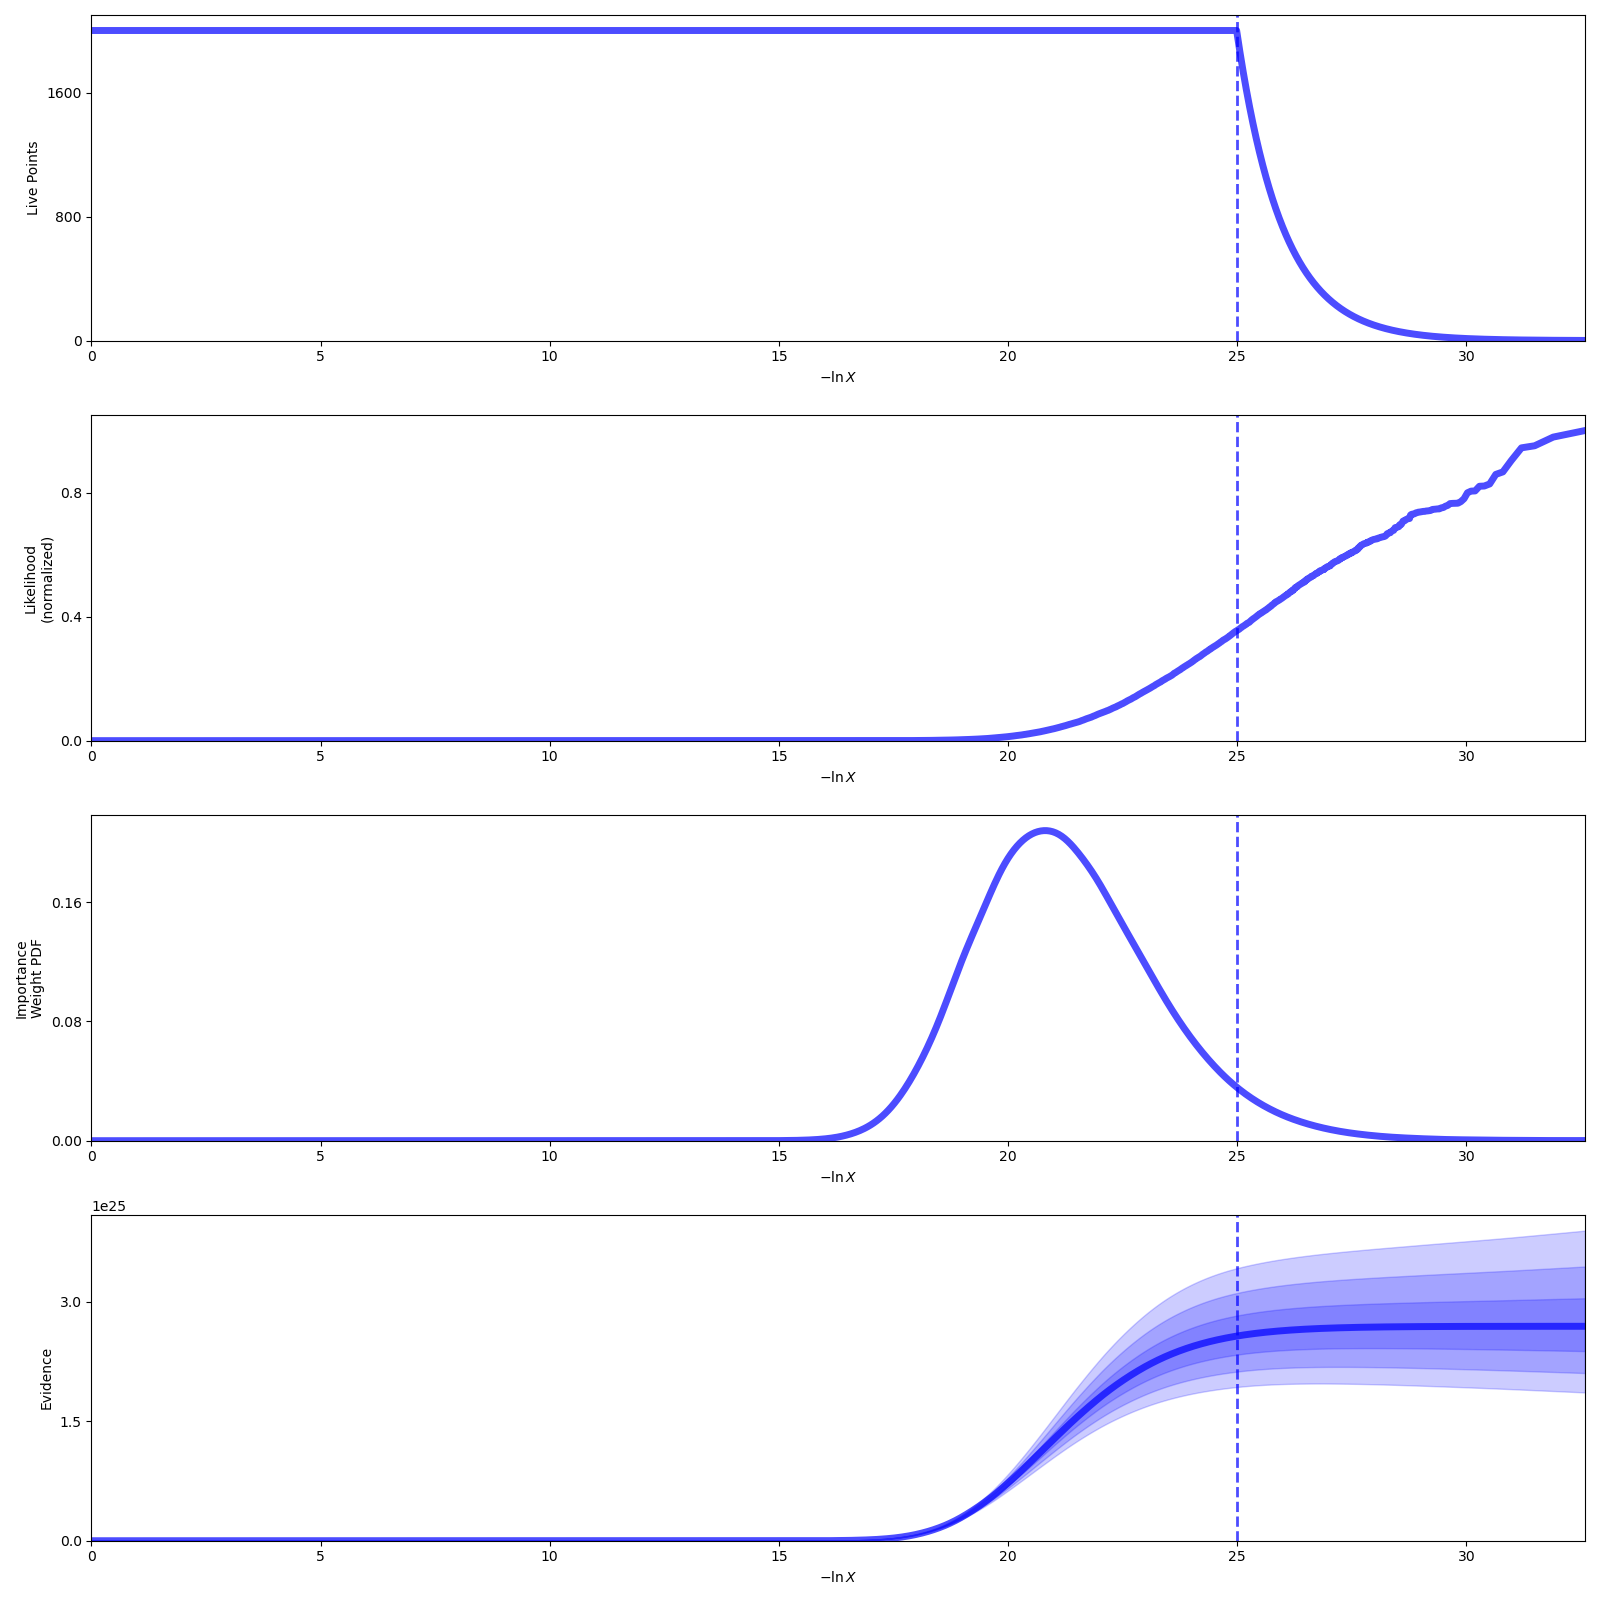 1600
800
0
Live Points
0 5 10 15 20 25 30
−ln X
0.8
0.4
0.0
Likelihood
(normalized)
0 5 10 15 20 25 30
−ln X
0.16
0.08
0.00
Importance
Weight PDF
0 5 10 15 20 25 30
−ln X
1e25
3.0
1.5
0.0
Evidence
0 5 10 15 20 25 30
−ln X